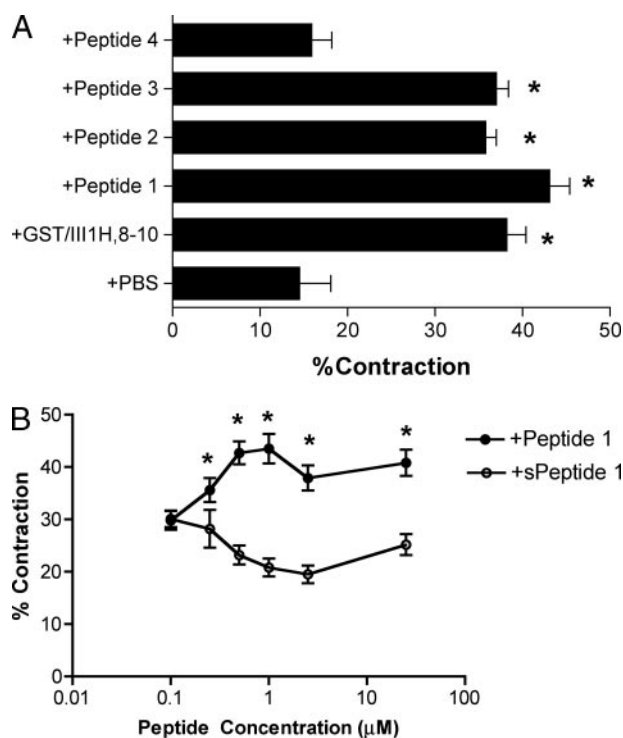 A
+Peptide 4
+Peptide 3
*
+Peptide 2
*
+Peptide 1
*
+GST/III1H,8-10
*
+PBS
0 10 20 30 40 50
%Contraction
B
50
40
30
20
10
0
% Contraction
* * * * * *
+Peptide 1
+sPeptide 1
0.01 0.1 1 10 100
Peptide Concentration (μM)